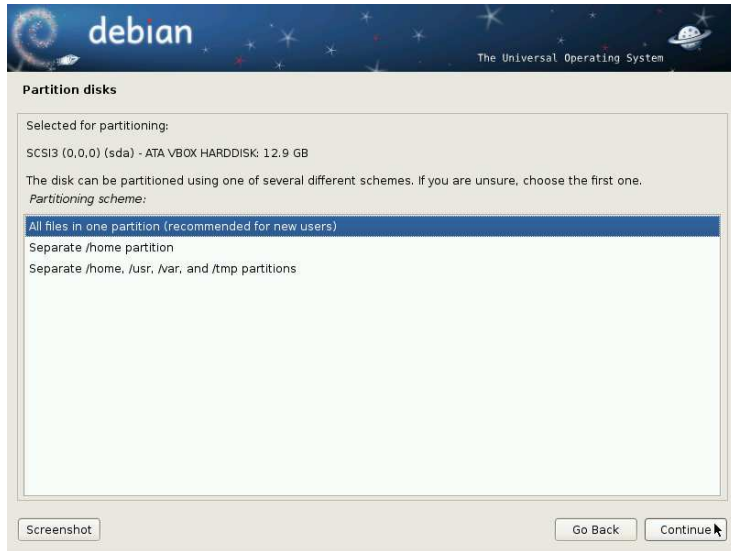 debian
The Universal Operating System
Partition disks
Selected for partitioning:
SCSI3 (0,0,0) (sda) - ATA VBOX HARDDISK: 12.9 GB
The disk can be partitioned using one of several different schemes. If you are unsure, choose the first one.
Partitioning scheme:
All files in one partition (recommended for new users)
Separate /home partition
Separate /home, /usr, /var, and /tmp partitions
Screenshot
Go Back
Continue